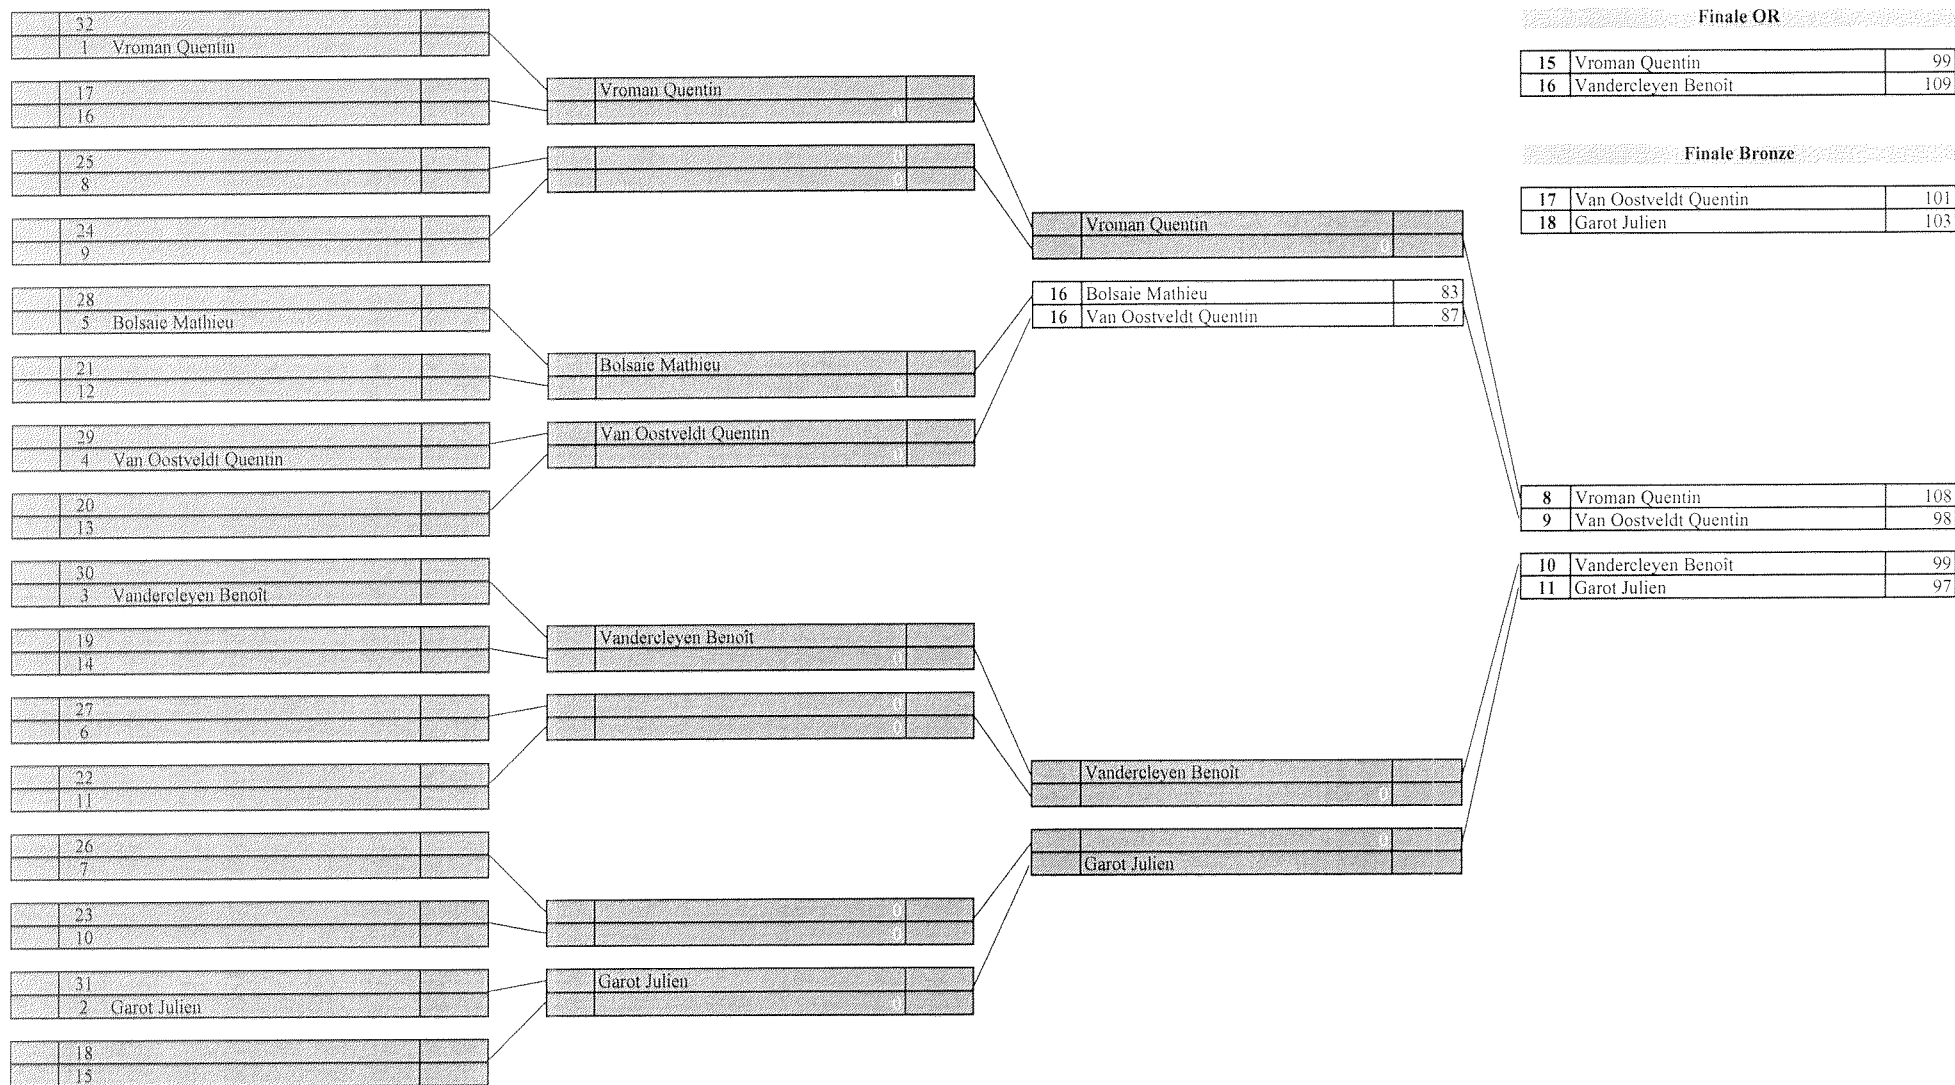 32
1 Vroman Quentin
17
16
25
8
24
9
28
5 Bolsaie Mathieu
21
12
29
4 Van Oostveldt Quentin
20
13
30
3 Vandercleyen Benoît
19
14
27
6
22
11
26
7
23
10
31
2 Garot Julien
18
15
Vroman Quentin
0
0
0
Bolsaie Mathieu
0
Van Oostveldt Quentin
0
Vandercleyen Benoît
0
0
0
0
0
Garot Julien
0
Vroman Quentin
0
16 Bolsaie Mathieu 83
16 Van Oostveldt Quentin 87
Vandercleyen Benoît
0
0
Garot Julien
Finale OR
15 Vroman Quentin 99
16 Vandercleyen Benoît 109
Finale Bronze
17 Van Oostveldt Quentin 101
18 Garot Julien 103
8 Vroman Quentin 108
9 Van Oostveldt Quentin 98
10 Vandercleyen Benoît 99
11 Garot Julien 97